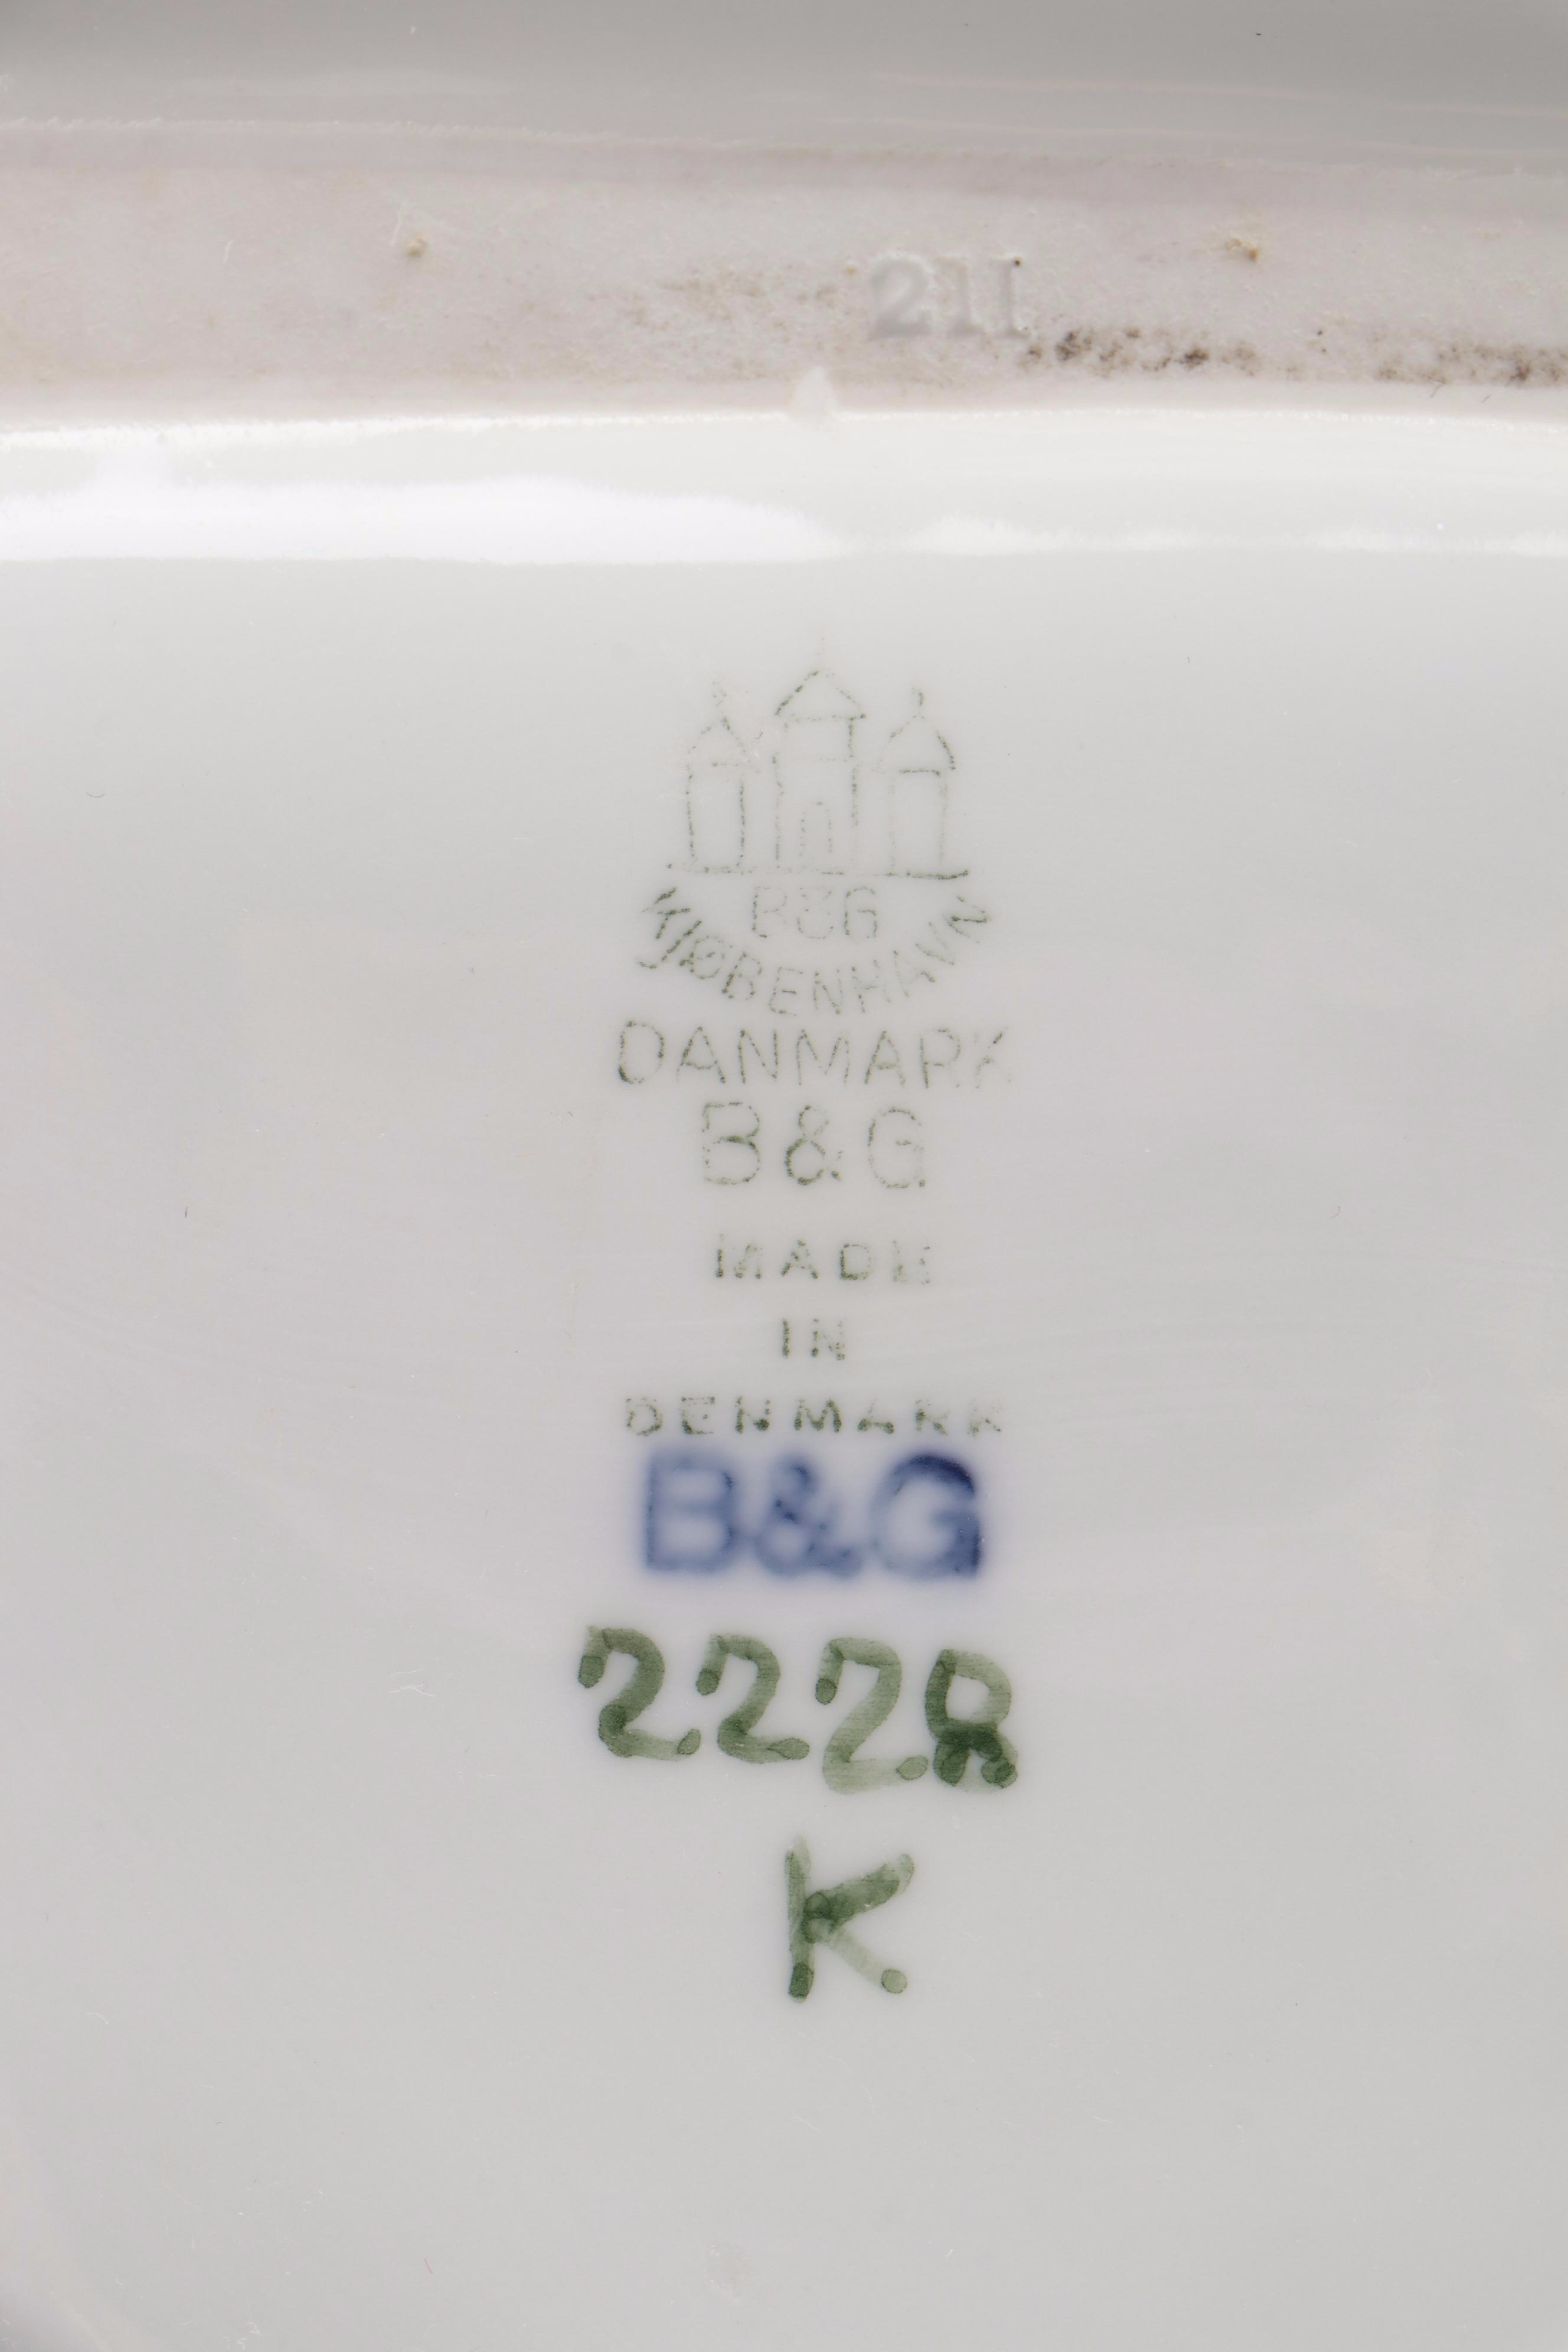 211
B&G
KJØBENHAVN
DANMARK
B&G
MADE
IN
DENMARK
B&G
2228
K